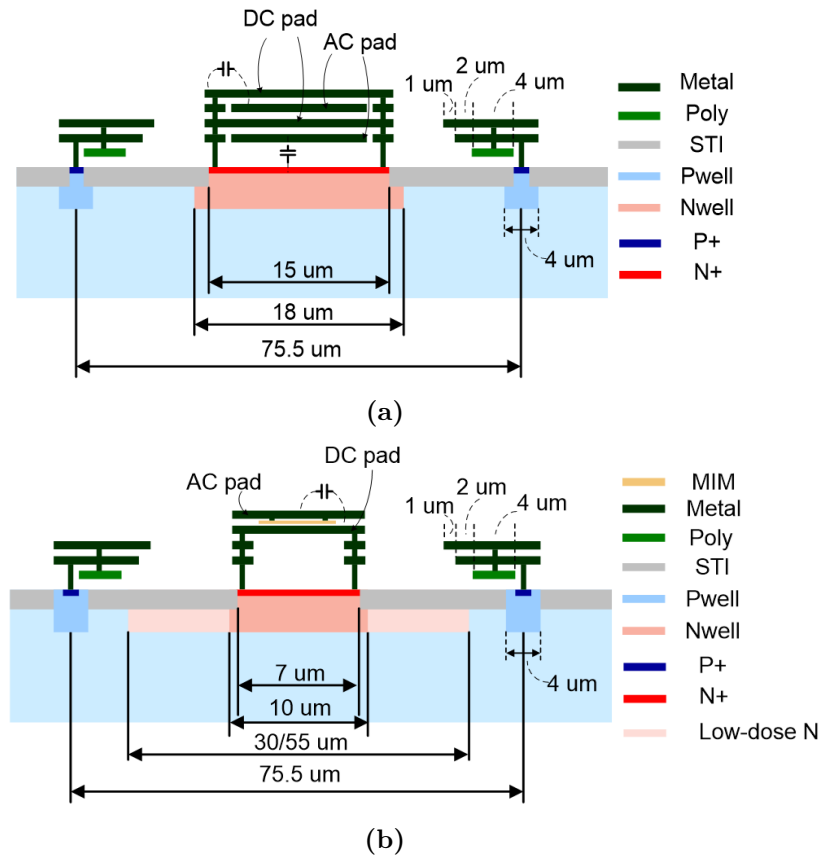 DC pad
AC pad
1 um
2 um
4 um
4 um
15 um
18 um
75.5 um
Metal
Poly
STI
Pwell
Nwell
P+
N+
(a)
DC pad
AC pad
1 um
2 um
4 um
4 um
7 um
10 um
30/55 um
75.5 um
MIM
Metal
Poly
STI
Pwell
Nwell
P+
N+
Low-dose N
(b)